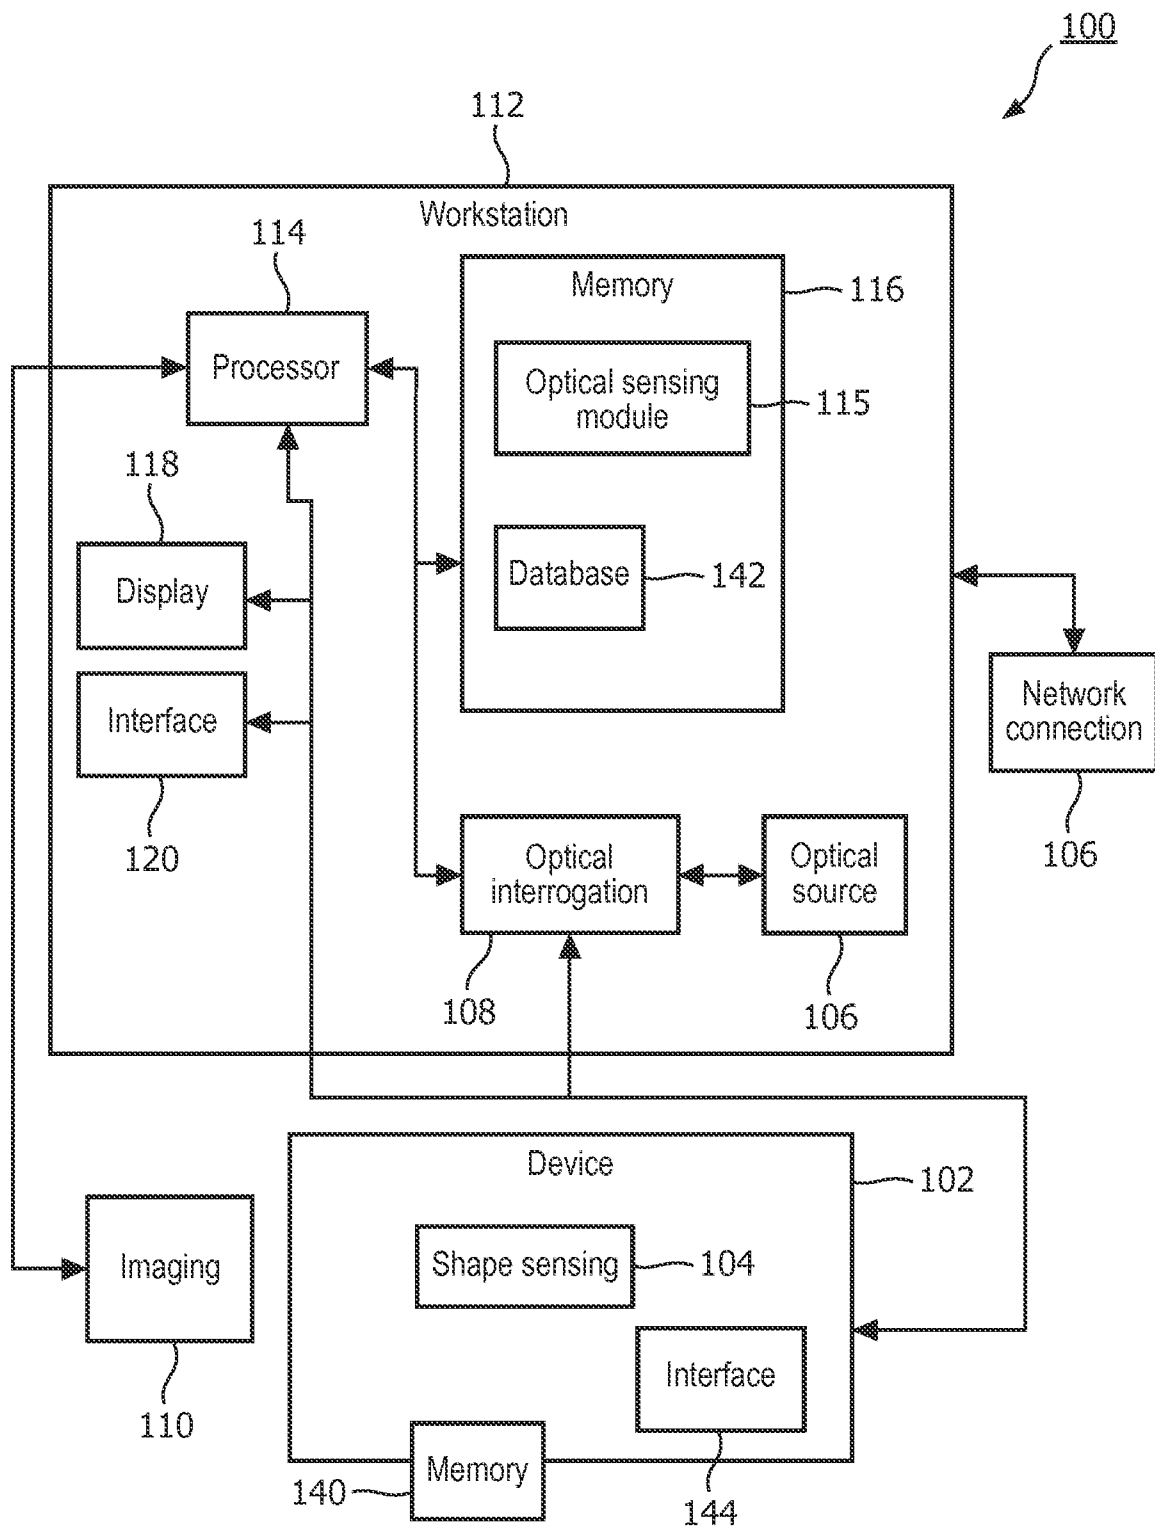 100
112
Workstation
114
Memory
116
Processor
Optical sensing
module
115
118
Display
Database
142
Interface
Network
connection
120
106
Optical
interrogation
Optical
source
108
106
Device
102
Shape sensing
104
Imaging
Interface
110
Memory
140
144